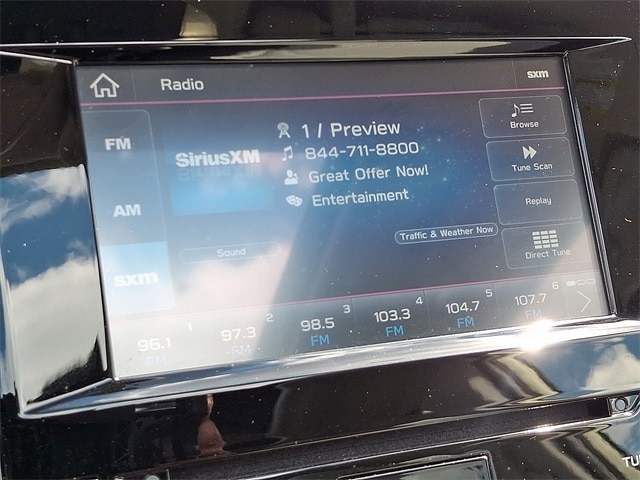 Radio
sxm
FM
AM
sxm
SiriusXM
1 / Preview
844-711-8800
Great Offer Now!
Entertainment
Sound
Traffic & Weather Now
Browse
Tune Scan
Replay
Direct Tune
1
96.1
FM
2
97.3
FM
3
98.5
FM
4
103.3
FM
5
104.7
FM
6
107.7
FM
TU